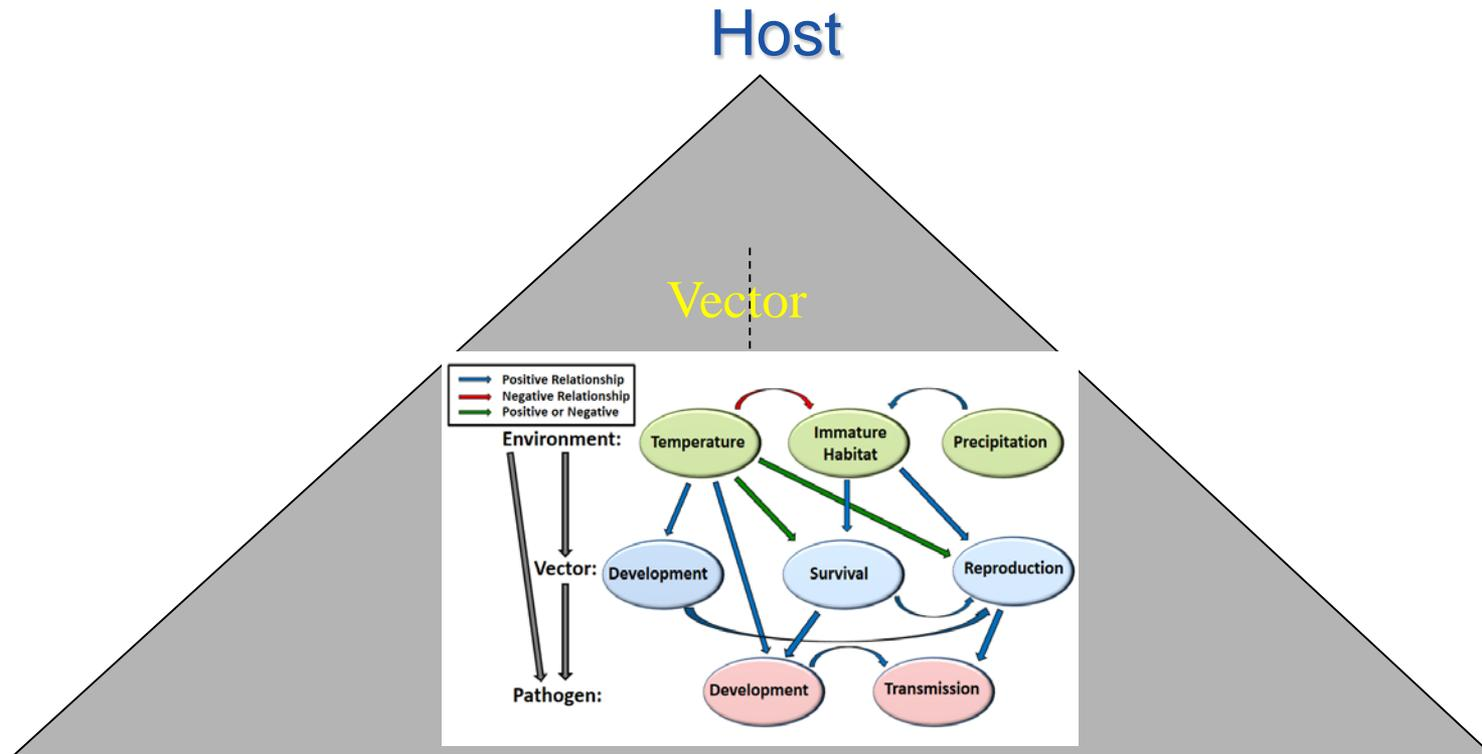 Host
Vector
Positive Relationship
Negative Relationship
Positive or Negative
Environment:
Temperature
Immature
Habitat
Precipitation
Vector:
Development
Survival
Reproduction
Pathogen:
Development
Transmission